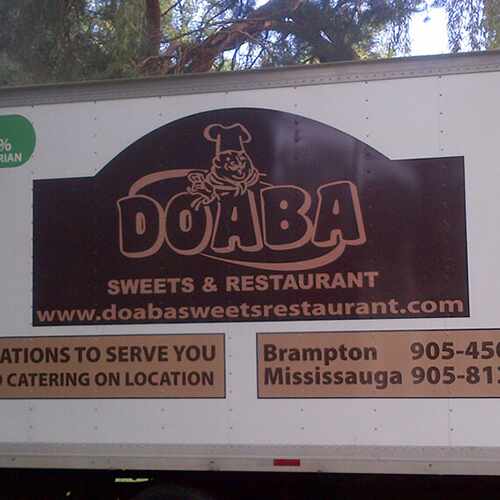 %
RIAN
DOABA
SWEETS & RESTAURANT
www.doabasweetsrestaurant.com
ATIONS TO SERVE YOU
CATERING ON LOCATION
Brampton 905-450
Mississauga 905-81